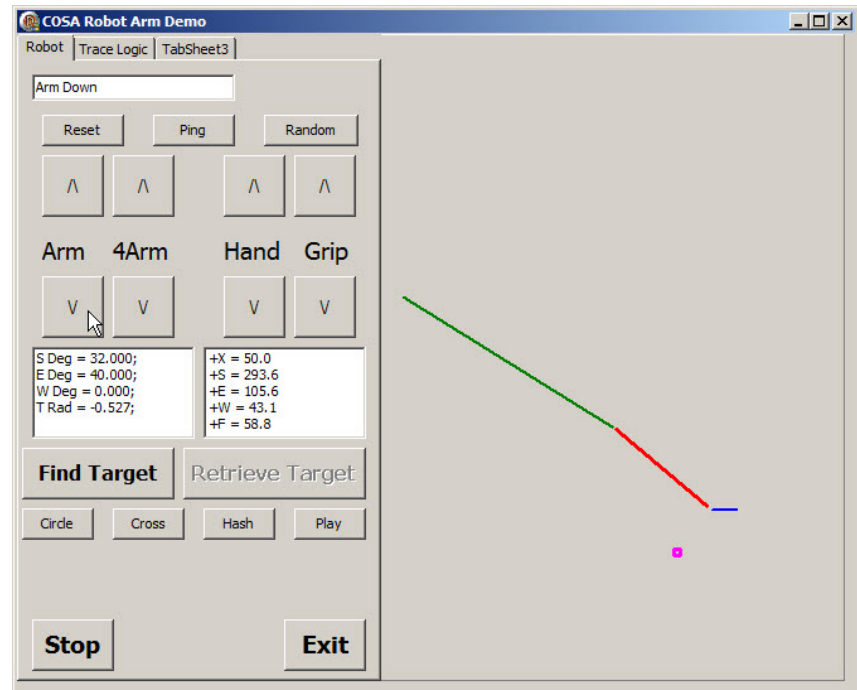 COSA Robot Arm Demo
Robot Trace Logic TabSheet3
Arm Down
Reset Ping Random
/\ /\ /\ /\
Arm 4Arm Hand Grip
\/ \/ \/ \/
S Deg = 32.000;
E Deg = 40.000;
W Deg = 0.000;
T Rad = -0.527;
+X = 50.0
+S = 293.6
+E = 105.6
+W = 43.1
+F = 58.8
Find Target Retrieve Target
Circle Cross Hash Play
Stop Exit